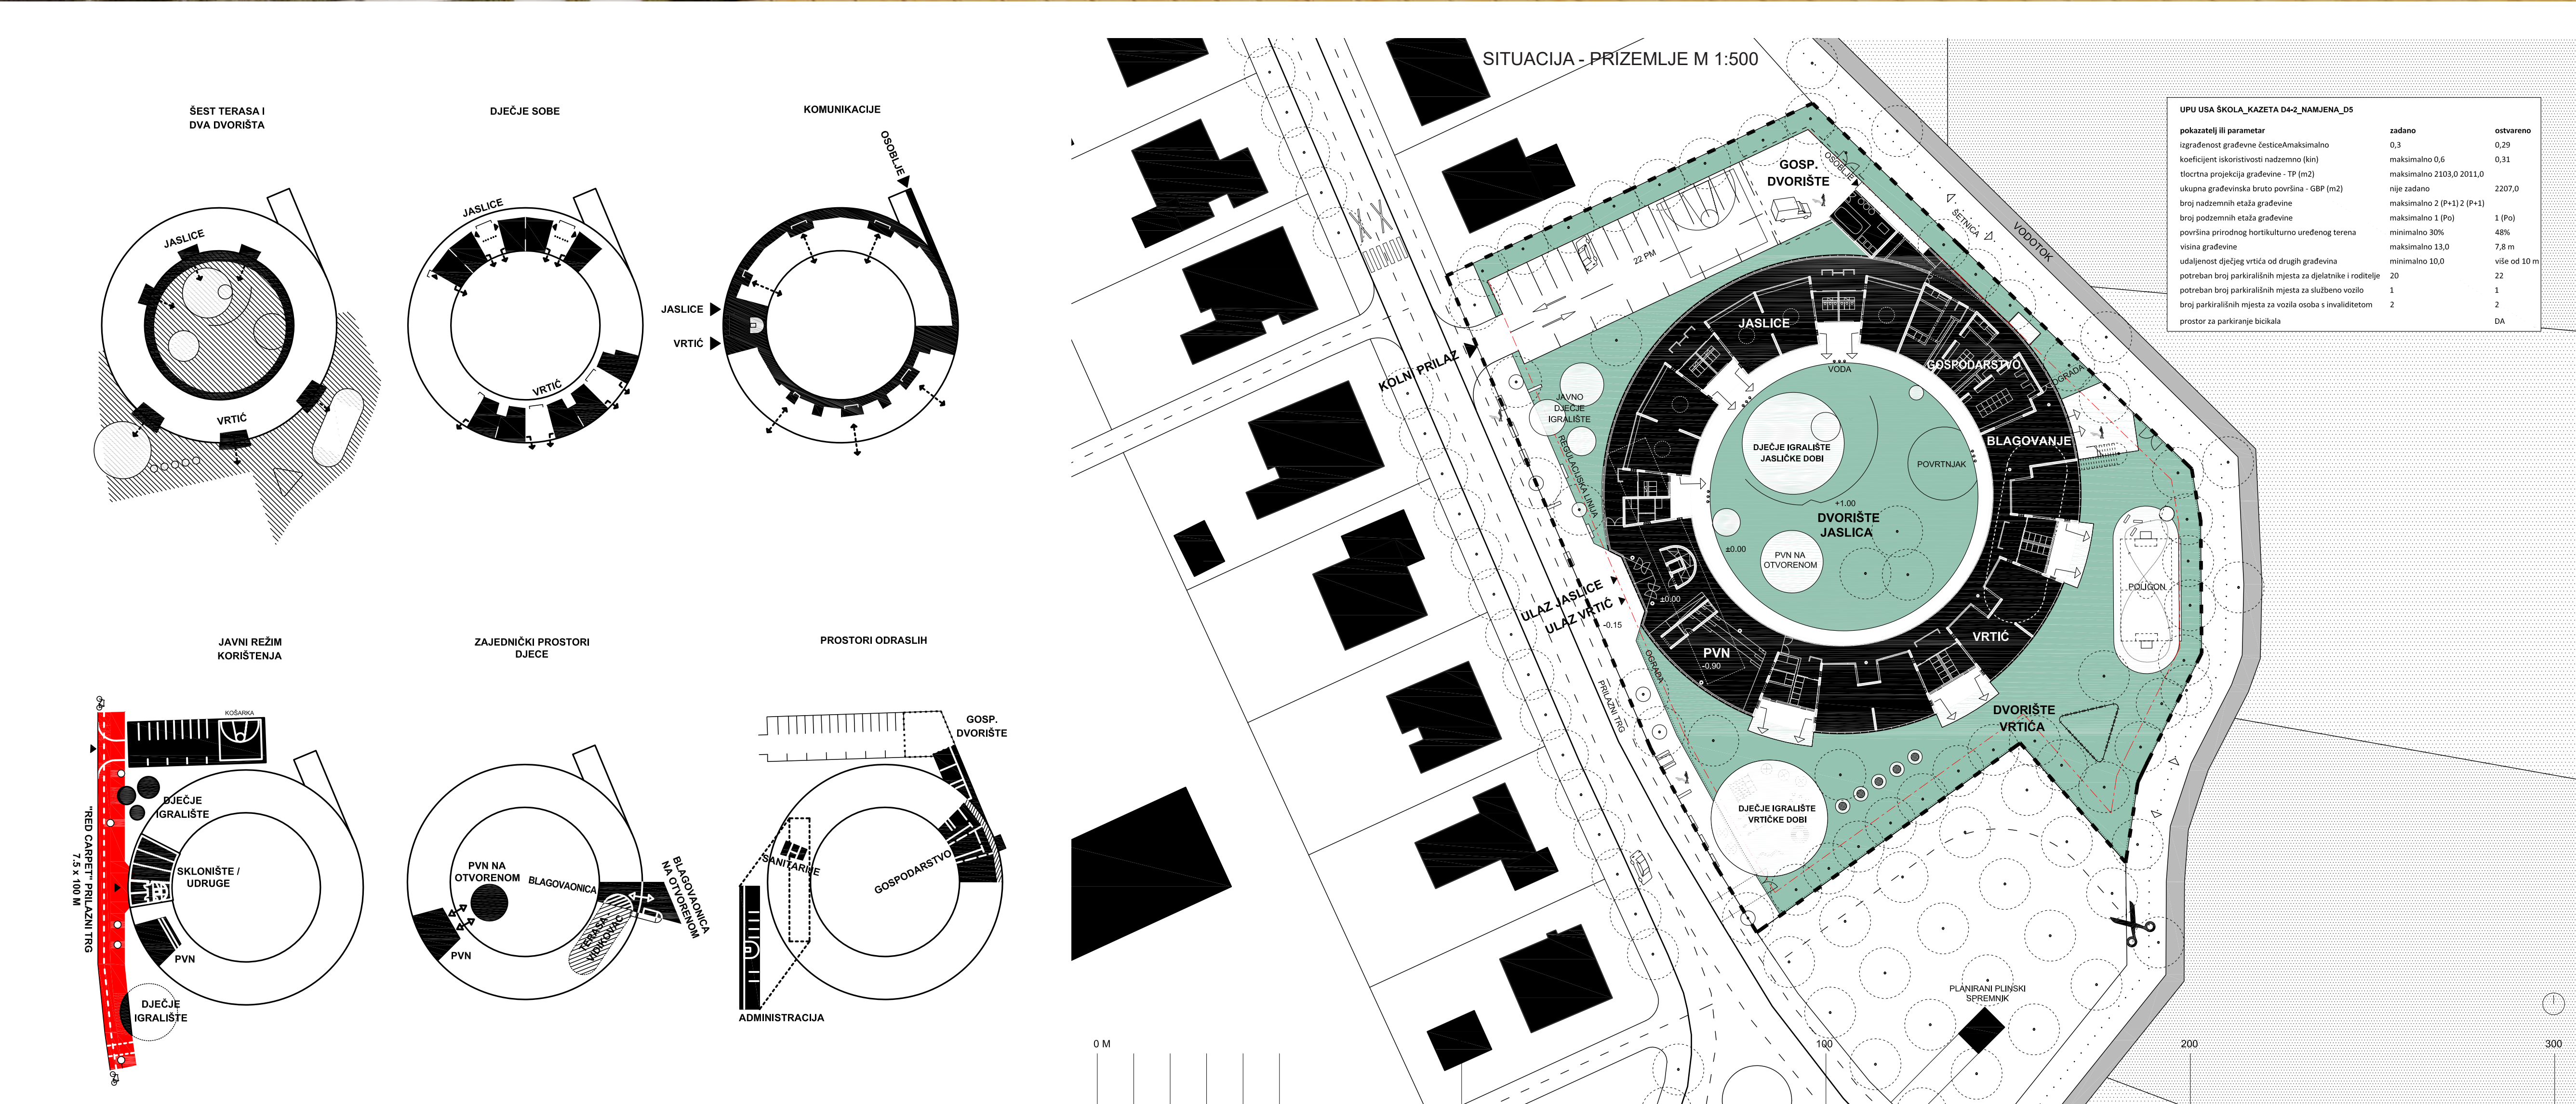 ŠEST TERASA I
DVA DVORIŠTA
JASLICE
VRTIĆ
DJEČJE SOBE
JASLICE
VRTIĆ
KOMUNIKACIJE
OSOBLJE
JASLICE
VRTIĆ
JAVNI REŽIM
KORIŠTENJA
KOŠARKA
DJEČJE
IGRALIŠTE
"RED CARPET" PRILAZNI TRG
7.5 x 100 M
SKLONIŠTE /
UDRUGE
PVN
DJEČJE
IGRALIŠTE
ZAJEDNIČKI PROSTORI
DJECE
PVN NA
OTVORENOM
BLAGOVAONICA
BLAGOVAONICA
NA OTVORENOM
TERASA
VIDIKOVAC
PVN
PROSTORI ODRASLIH
GOSP.
DVORIŠTE
SANITARIJE
GOSPODARSTVO
ADMINISTRACIJA
SITUACIJA - PRIZEMLJE M 1:500
UPU USA ŠKOLA_KAZETA D4-2_NAMJENA_D5
pokazatelj ili parametar zadano ostvareno
izgrađenost građevne česticeAmaksimalno 0,3 0,29
koeficijent iskoristivosti nadzemno (kin) maksimalno 0,6 0,31
tlocrtna projekcija građevine - TP (m2) maksimalno 2103,0 2011,0
ukupna građevinska bruto površina - GBP (m2) nije zadano 2207,0
broj nadzemnih etaža građevine maksimalno 2 (P+1) 2 (P+1)
broj podzemnih etaža građevine maksimalno 1 (Po) 1 (Po)
površina prirodnog hortikulturno uređenog terena minimalno 30% 48%
visina građevine maksimalno 13,0 7,8 m
udaljenost dječjeg vrtića od drugih građevina minimalno 10,0 više od 10 m
potreban broj parkirališnih mjesta za djelatnike i roditelje 20 22
potreban broj parkirališnih mjesta za službeno vozilo 1 1
broj parkirališnih mjesta za vozila osoba s invaliditetom 2 2
prostor za parkiranje bicikala DA
GOSP.
DVORIŠTE
OSOBLJE
ŠETNICA
VODOTOK
22 PM
KOLNI PRILAZ
JAVNO
DJEČJE
IGRALIŠTE
REGULACIJSKA LINIJA
JASLICE
GOSPODARSTVO
OGRADA
VODA
BLAGOVANJE
DJEČJE IGRALIŠTE
JASLIČKE DOBI
POVRTNJAK
+1.00
DVORIŠTE
JASLICA
±0.00
PVN NA
OTVORENOM
POLIGON
ULAZ JASLICE
ULAZ VRTIĆ
±0.00
-0.15
PVN
-0.90
VRTIĆ
OGRADA
PRILAZNI TRG
DVORIŠTE
VRTIĆA
DJEČJE IGRALIŠTE
VRTIČKE DOBI
PLANIRANI PLINSKI
SPREMNIK
0 M
100
200
300